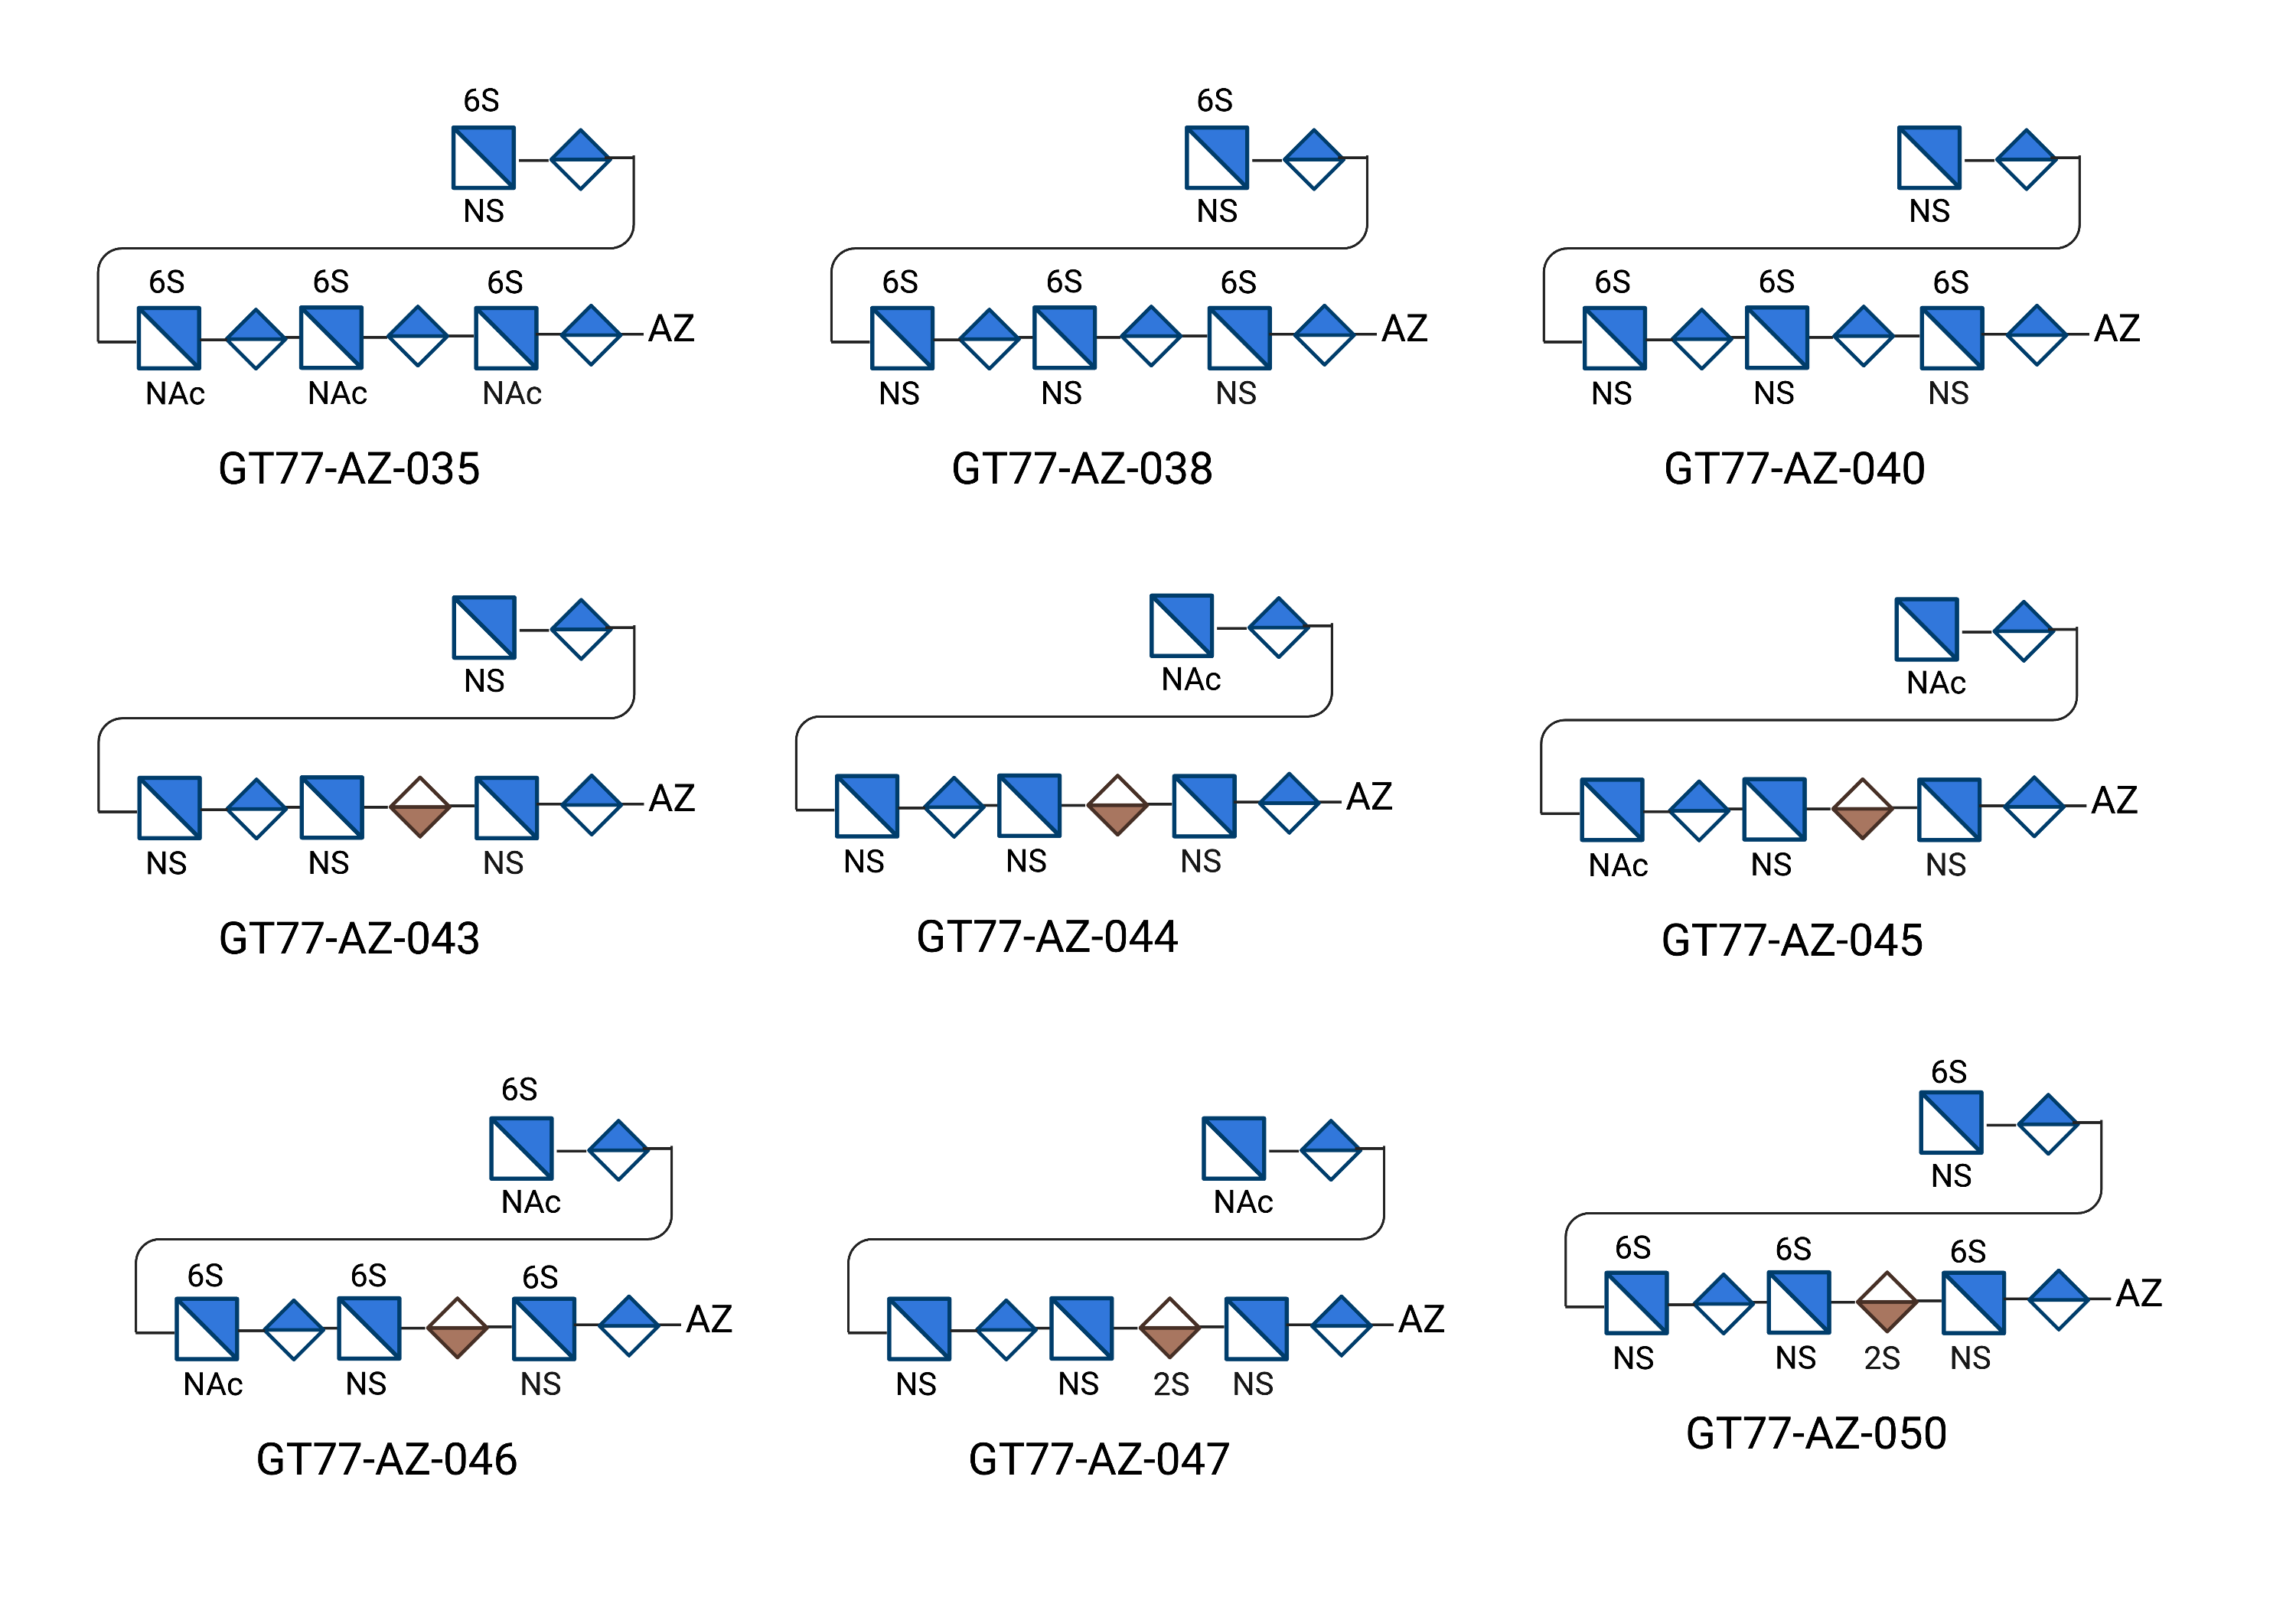 6S 6S
NS NS NS
6S 6S 6S 6S 6S 6S 6S 6S 6S
AZ AZ AZ
NAc NAc NAc NS NS NS NS NS NS
GT77-AZ-035 GT77-AZ-038 GT77-AZ-040
NS NAc NAc
AZ AZ AZ
NS NS NS NS NS NS NAc NS NS
GT77-AZ-043 GT77-AZ-044 GT77-AZ-045
6S 6S
NAc NAc NS
6S 6S 6S 6S 6S 6S
AZ AZ AZ
NAc NS NS NS NS 2S NS NS NS 2S NS
GT77-AZ-046 GT77-AZ-047 GT77-AZ-050